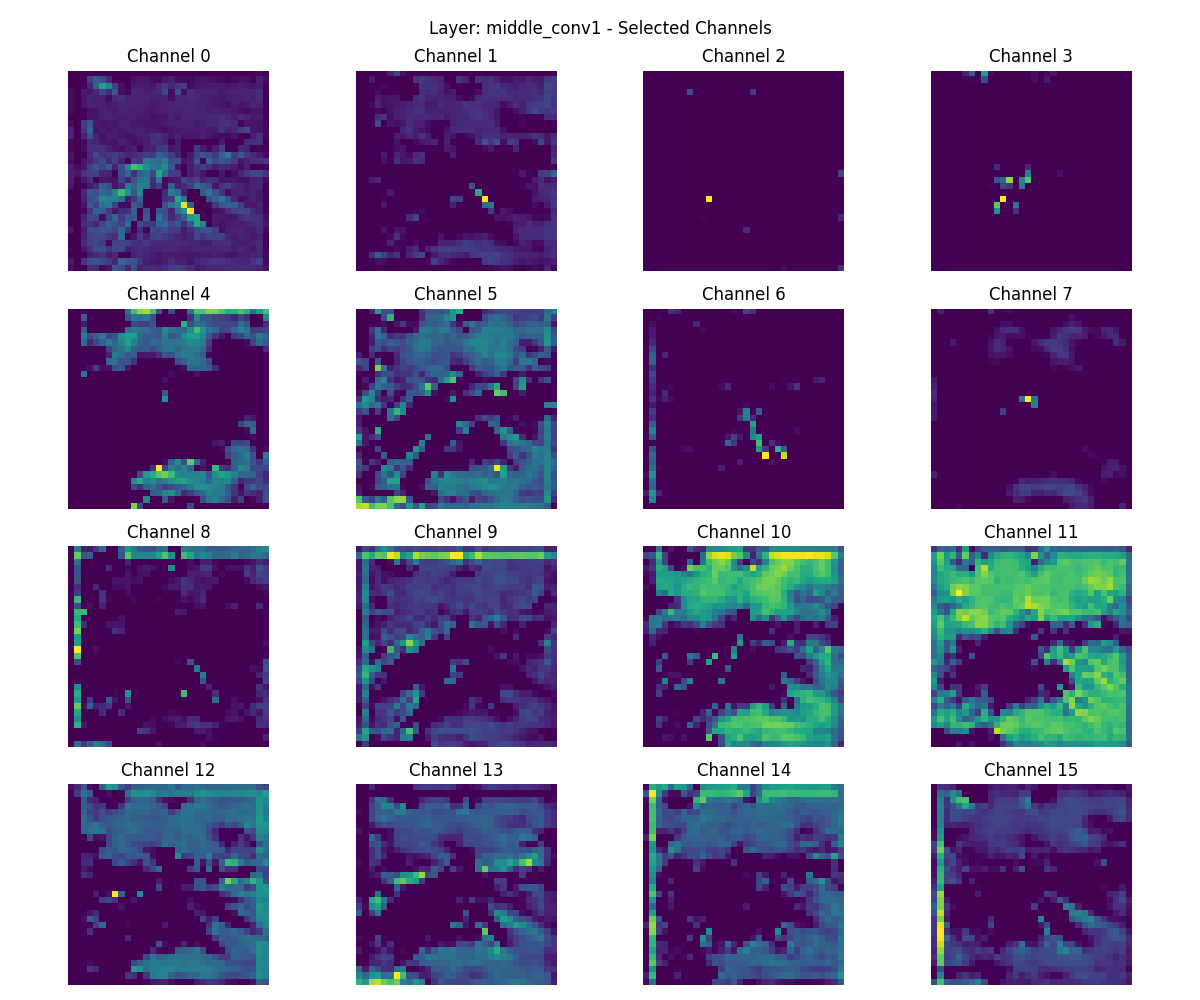 Layer: middle_conv1 - Selected Channels
Channel 0
Channel 1
Channel 2
Channel 3
Channel 4
Channel 5
Channel 6
Channel 7
Channel 8
Channel 9
Channel 10
Channel 11
Channel 12
Channel 13
Channel 14
Channel 15